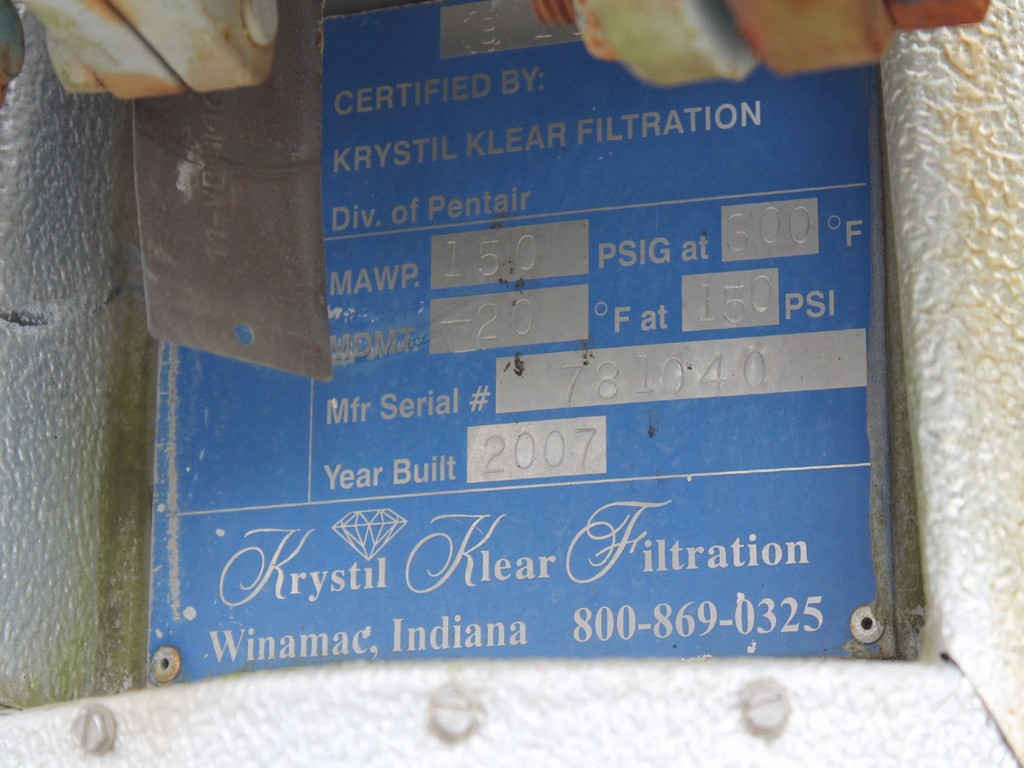 CERTIFIED BY:
KRYSTIL KLEAR FILTRATION
Div. of Pentair
MAWP. 150 PSIG at 300 °F
MDMT. -20 °F at 150 PSI
Mfr Serial # 781040
Year Built 2007
Krystil Klear Filtration
Winamac, Indiana 800-869-0325